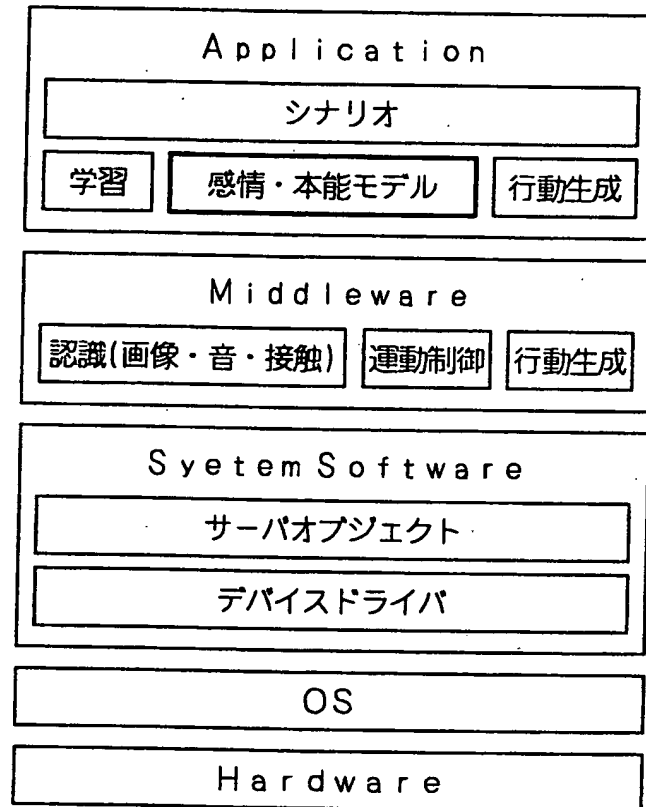 Application
シナリオ
学習 感情・本能モデル 行動生成
Middleware
認識(画像・音・接触) 運動制御 行動生成
SyetemSoftware
サーバオブジェクト
デバイスドライバ
OS
Hardware